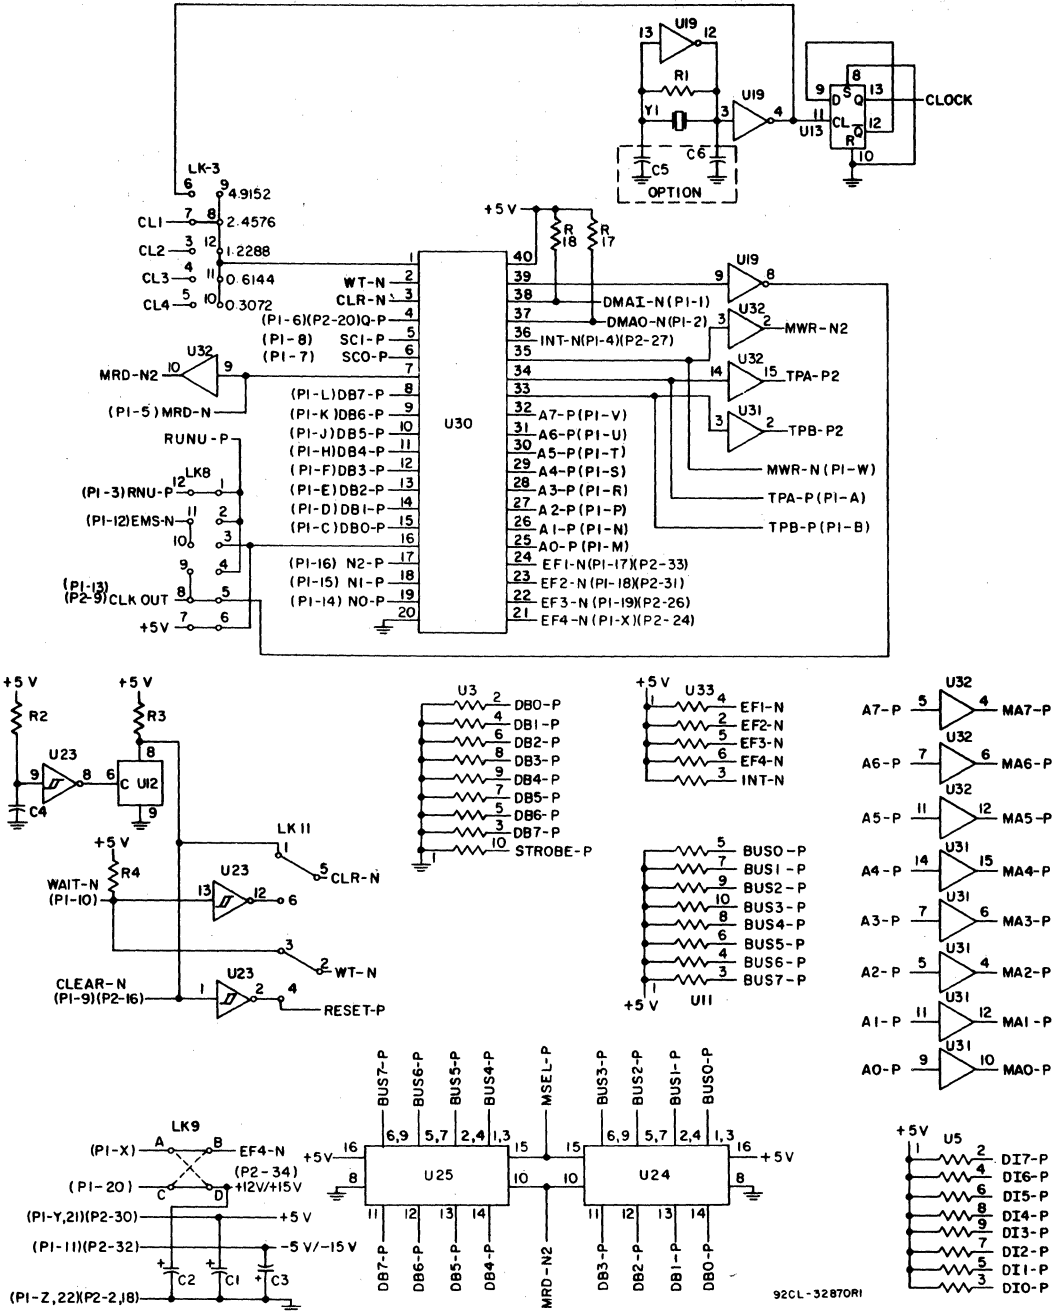 13 U19 12
R1
Y1
U19
3 4
C5 C6
OPTION
8
9 D S Q 13 CLOCK
11 CL Q 12
U13 R 10
LK-3
6 9 4.9152
CL1 7 8 2.4576
CL2 3 12 1.2288
CL3 4 11 0.6144
CL4 5 10 0.3072
+5V
R 18
R 17
U30
1
WT-N 2
CLR-N 3
(P1-6)(P2-20)Q-P 4
(P1-8) SC1-P 5
(P1-7) SC0-P 6
7
(P1-L)DB7-P 8
(P1-K)DB6-P 9
(P1-J)DB5-P 10
(P1-H)DB4-P 11
(P1-F)DB3-P 12
(P1-E)DB2-P 13
(P1-D)DB1-P 14
(P1-C)DB0-P 15
16
(P1-16) N2-P 17
(P1-15) N1-P 18
(P1-14) N0-P 19
20
40
39
38 DMAI-N(P1-1)
37 DMAO-N(P1-2)
36 INT-N(P1-4)(P2-27)
35
34
33
32 A7-P(P1-V)
31 A6-P(P1-U)
30 A5-P(P1-T)
29 A4-P(P1-S)
28 A3-P(P1-R)
27 A2-P(P1-P)
26 A1-P(P1-N)
25 A0-P(P1-M)
24 EF1-N(P1-17)(P2-33)
23 EF2-N(P1-18)(P2-31)
22 EF3-N(P1-19)(P2-26)
21 EF4-N(P1-X)(P2-24)
U19
9 8
U32
3 2 MWR-N2
U32
14 15 TPA-P2
U31
3 2 TPB-P2
MWR-N (P1-W)
TPA-P(P1-A)
TPB-P(P1-B)
U32
MRD-N2 10 9
(P1-5)MRD-N
RUNU-P
LK8
(P1-3)RNU-P 12 1
(P1-12)EMS-N 11 2
10 3
9 4
(P1-13)
(P2-9)CLK OUT 8 5
+5V 7 6
+5V +5V
R2 R3
U23 8
9 8 6 C U12
C4 9
+5V
R4
LK11
1
5 CLR-N
WAIT-N
(P1-10)
U23
13 12 6
3
2 WT-N
CLEAR-N
(P1-9)(P2-16)
U23
1 2 4
RESET-P
U3
2 DB0-P
4 DB1-P
6 DB2-P
8 DB3-P
9 DB4-P
7 DB5-P
5 DB6-P
3 DB7-P
1 10 STROBE-P
+5V
1 U33
4 EF1-N
2 EF2-N
5 EF3-N
6 EF4-N
3 INT-N
5 BUS0-P
7 BUS1-P
9 BUS2-P
10 BUS3-P
8 BUS4-P
6 BUS5-P
4 BUS6-P
3 BUS7-P
1
+5V U11
U32
A7-P 5 4 MA7-P
U32
A6-P 7 6 MA6-P
U32
A5-P 11 12 MA5-P
U31
A4-P 14 15 MA4-P
U31
A3-P 7 6 MA3-P
U31
A2-P 5 4 MA2-P
U31
A1-P 11 12 MA1-P
U31
A0-P 9 10 MA0-P
LK9
(P1-X) A B EF4-N
(P2-34)
(P1-20) C D +12V/+15V
(P1-Y,21)(P2-30) +5V
(P1-11)(P2-32) -5V/-15V
+ C2 + C1 + C3
(P1-Z,22)(P2-2,18)
BUS7-P BUS6-P BUS5-P BUS4-P MSEL-P BUS3-P BUS2-P BUS1-P BUS0-P
6,9 5,7 2,4 1,3 6,9 5,7 2,4 1,3
+5V 16 15 15 16 +5V
U25 U24
8 10 10 8
11 12 13 14 11 12 13 14
DB7-P DB6-P DB5-P DB4-P MRD-N2 DB3-P DB2-P DB1-P DB0-P
+5V
1 U5
2 DI7-P
4 DI6-P
6 DI5-P
8 DI4-P
9 DI3-P
7 DI2-P
5 DI1-P
3 DI0-P
92CL-32870R1